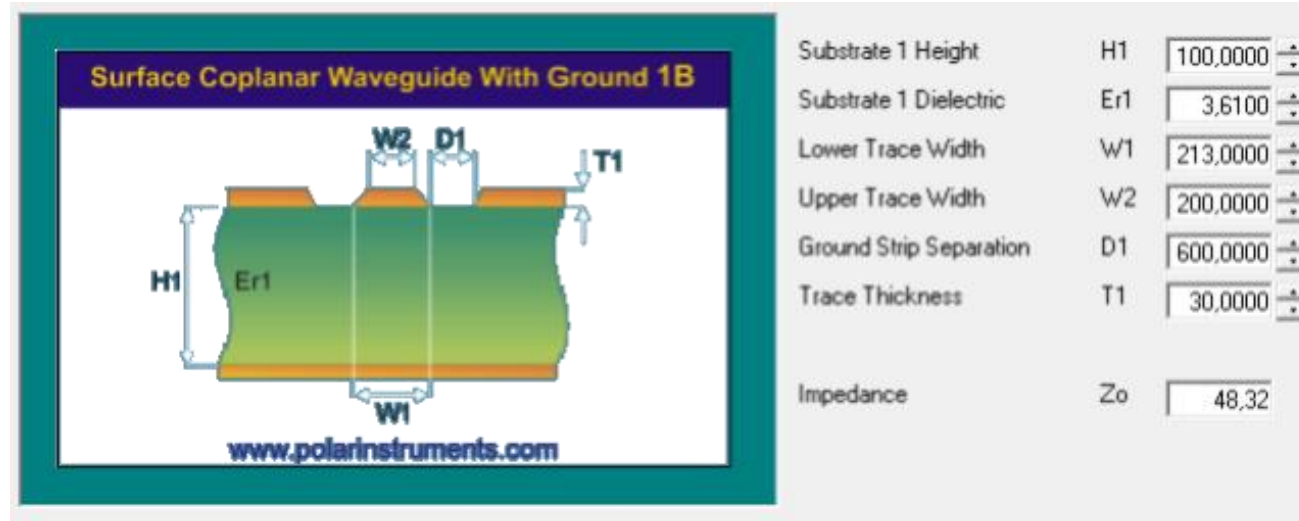 Surface Coplanar Waveguide With Ground 1B
W2 D1
T1
H1 Er1
W1
www.polarinstruments.com
Substrate 1 Height H1 100,0000
Substrate 1 Dielectric Er1 3,6100
Lower Trace Width W1 213,0000
Upper Trace Width W2 200,0000
Ground Strip Separation D1 600,0000
Trace Thickness T1 30,0000
Impedance Zo 48,32